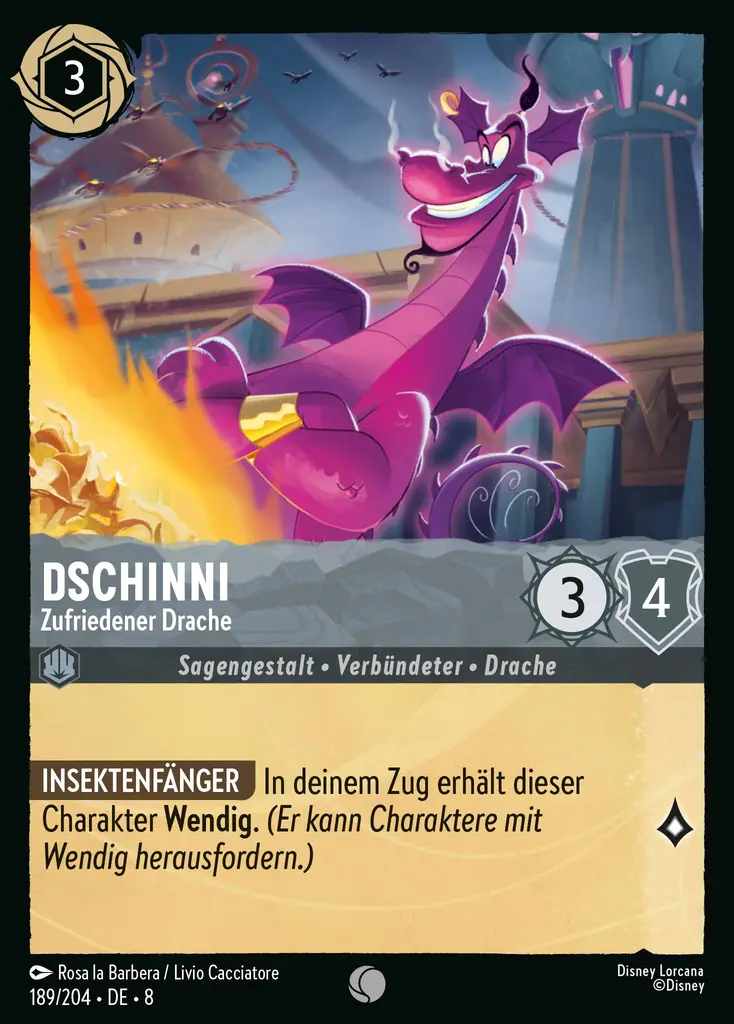 3
DSCHINNI
Zufriedener Drache
3
4
Sagengestalt • Verbündeter • Drache
INSEKTENFÄNGER In deinem Zug erhält dieser
Charakter Wendig. (Er kann Charaktere mit
Wendig herausfordern.)
Rosa la Barbera / Livio Cacciatore
189/204 • DE • 8
Disney Lorcana
©Disney